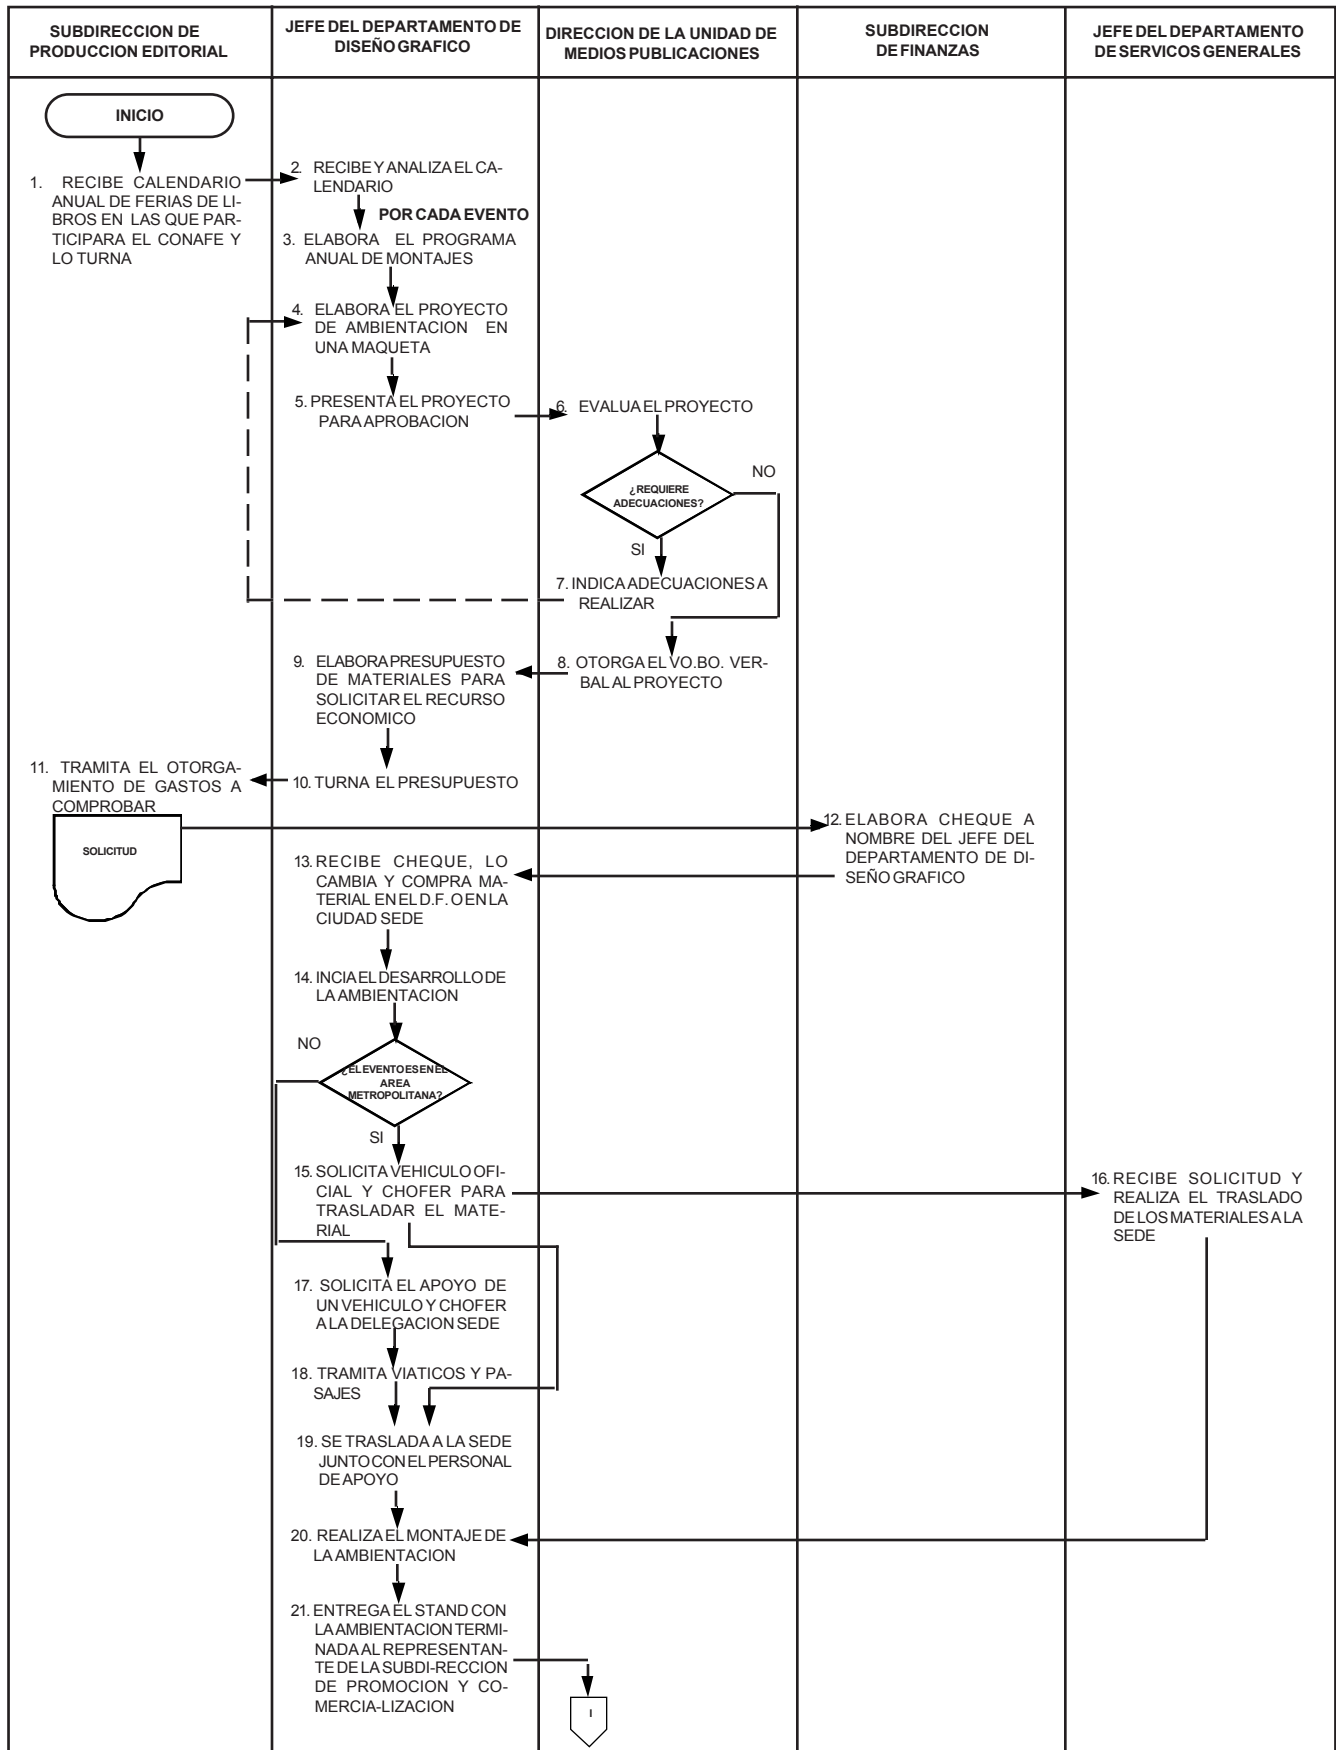 SUBDIRECCION DE
PRODUCCION EDITORIAL
JEFE DEL DEPARTAMENTO DE
DISEÑO GRAFICO
DIRECCION DE LA UNIDAD DE
MEDIOS PUBLICACIONES
SUBDIRECCION
DE FINANZAS
JEFE DEL DEPARTAMENTO
DE SERVICOS GENERALES
INICIO
1. RECIBE CALENDARIO
ANUAL DE FERIAS DE LI-
BROS EN LAS QUE PAR-
TICIPARA EL CONAFE Y
LO TURNA
2. RECIBE Y ANALIZA EL CA-
LENDARIO
POR CADA EVENTO
3. ELABORA EL PROGRAMA
ANUAL DE MONTAJES
4. ELABORA EL PROYECTO
DE AMBIENTACION EN
UNA MAQUETA
5. PRESENTA EL PROYECTO
PARA APROBACION
6. EVALUA EL PROYECTO
¿REQUIERE
ADECUACIONES?
NO
SI
7. INDICA ADECUACIONES A
REALIZAR
8. OTORGA EL VO.BO. VER-
BAL AL PROYECTO
9. ELABORA PRESUPUESTO
DE MATERIALES PARA
SOLICITAR EL RECURSO
ECONOMICO
10. TURNA EL PRESUPUESTO
11. TRAMITA EL OTORGA-
MIENTO DE GASTOS A
COMPROBAR
SOLICITUD
12. ELABORA CHEQUE A
NOMBRE DEL JEFE DEL
DEPARTAMENTO DE DI-
SEÑO GRAFICO
13. RECIBE CHEQUE, LO
CAMBIA Y COMPRA MA-
TERIAL EN EL D.F. O EN LA
CIUDAD SEDE
14. INCIA EL DESARROLLO DE
LA AMBIENTACION
NO
¿EL EVENTO ES EN EL
AREA
METROPOLITANA?
SI
15. SOLICITA VEHICULO OFI-
CIAL Y CHOFER PARA
TRASLADAR EL MATE-
RIAL
16. RECIBE SOLICITUD Y
REALIZA EL TRASLADO
DE LOS MATERIALES A LA
SEDE
17. SOLICITA EL APOYO DE
UN VEHICULO Y CHOFER
A LA DELEGACION SEDE
18. TRAMITA VIATICOS Y PA-
SAJES
19. SE TRASLADA A LA SEDE
JUNTO CON EL PERSONAL
DE APOYO
20. REALIZA EL MONTAJE DE
LA AMBIENTACION
21. ENTREGA EL STAND CON
LA AMBIENTACION TERMI-
NADA AL REPRESENTAN-
TE DE LA SUBDI-RECCION
DE PROMOCION Y CO-
MERCIA-LIZACION
I